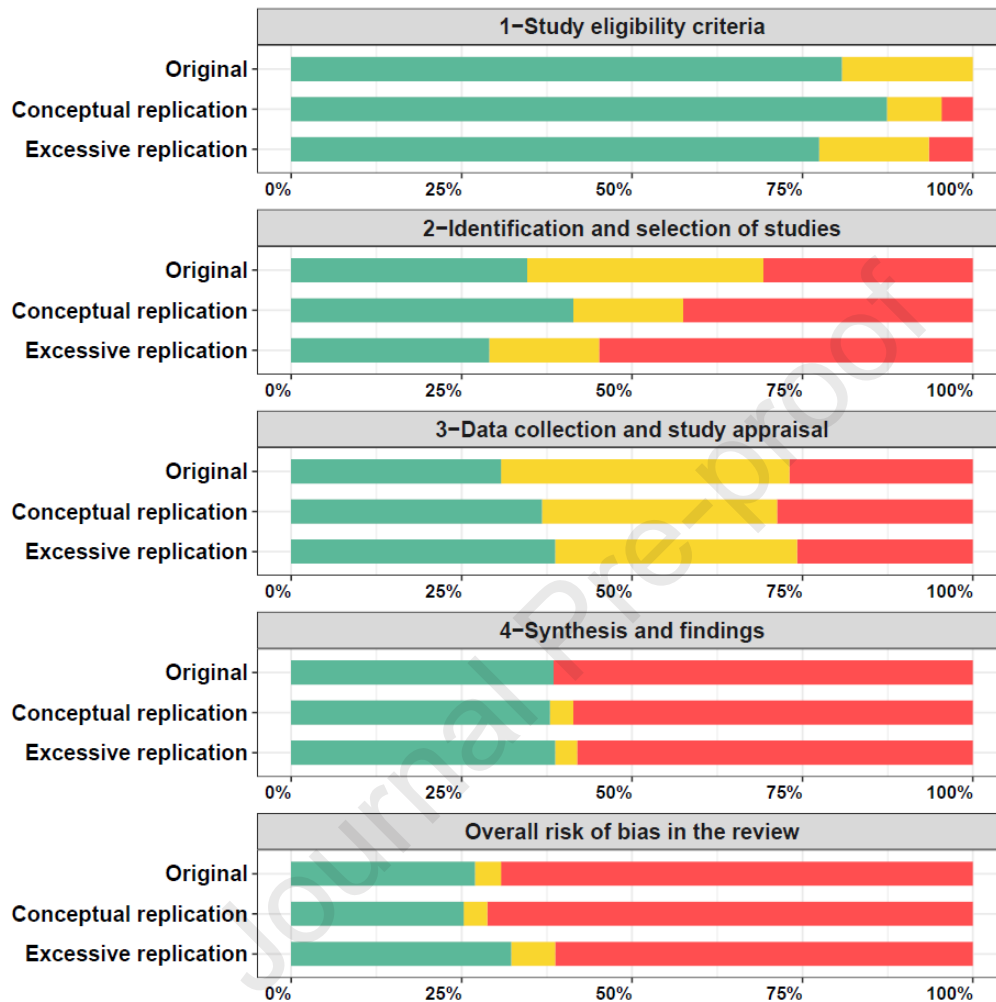 1−Study eligibility criteria
Original
Conceptual replication
Excessive replication
0% 25% 50% 75% 100%
2−Identification and selection of studies
Original
Conceptual replication
Excessive replication
0% 25% 50% 75% 100%
3−Data collection and study appraisal
Original
Conceptual replication
Excessive replication
0% 25% 50% 75% 100%
4−Synthesis and findings
Original
Conceptual replication
Excessive replication
0% 25% 50% 75% 100%
Overall risk of bias in the review
Original
Conceptual replication
Excessive replication
0% 25% 50% 75% 100%
Journal Pre-proof